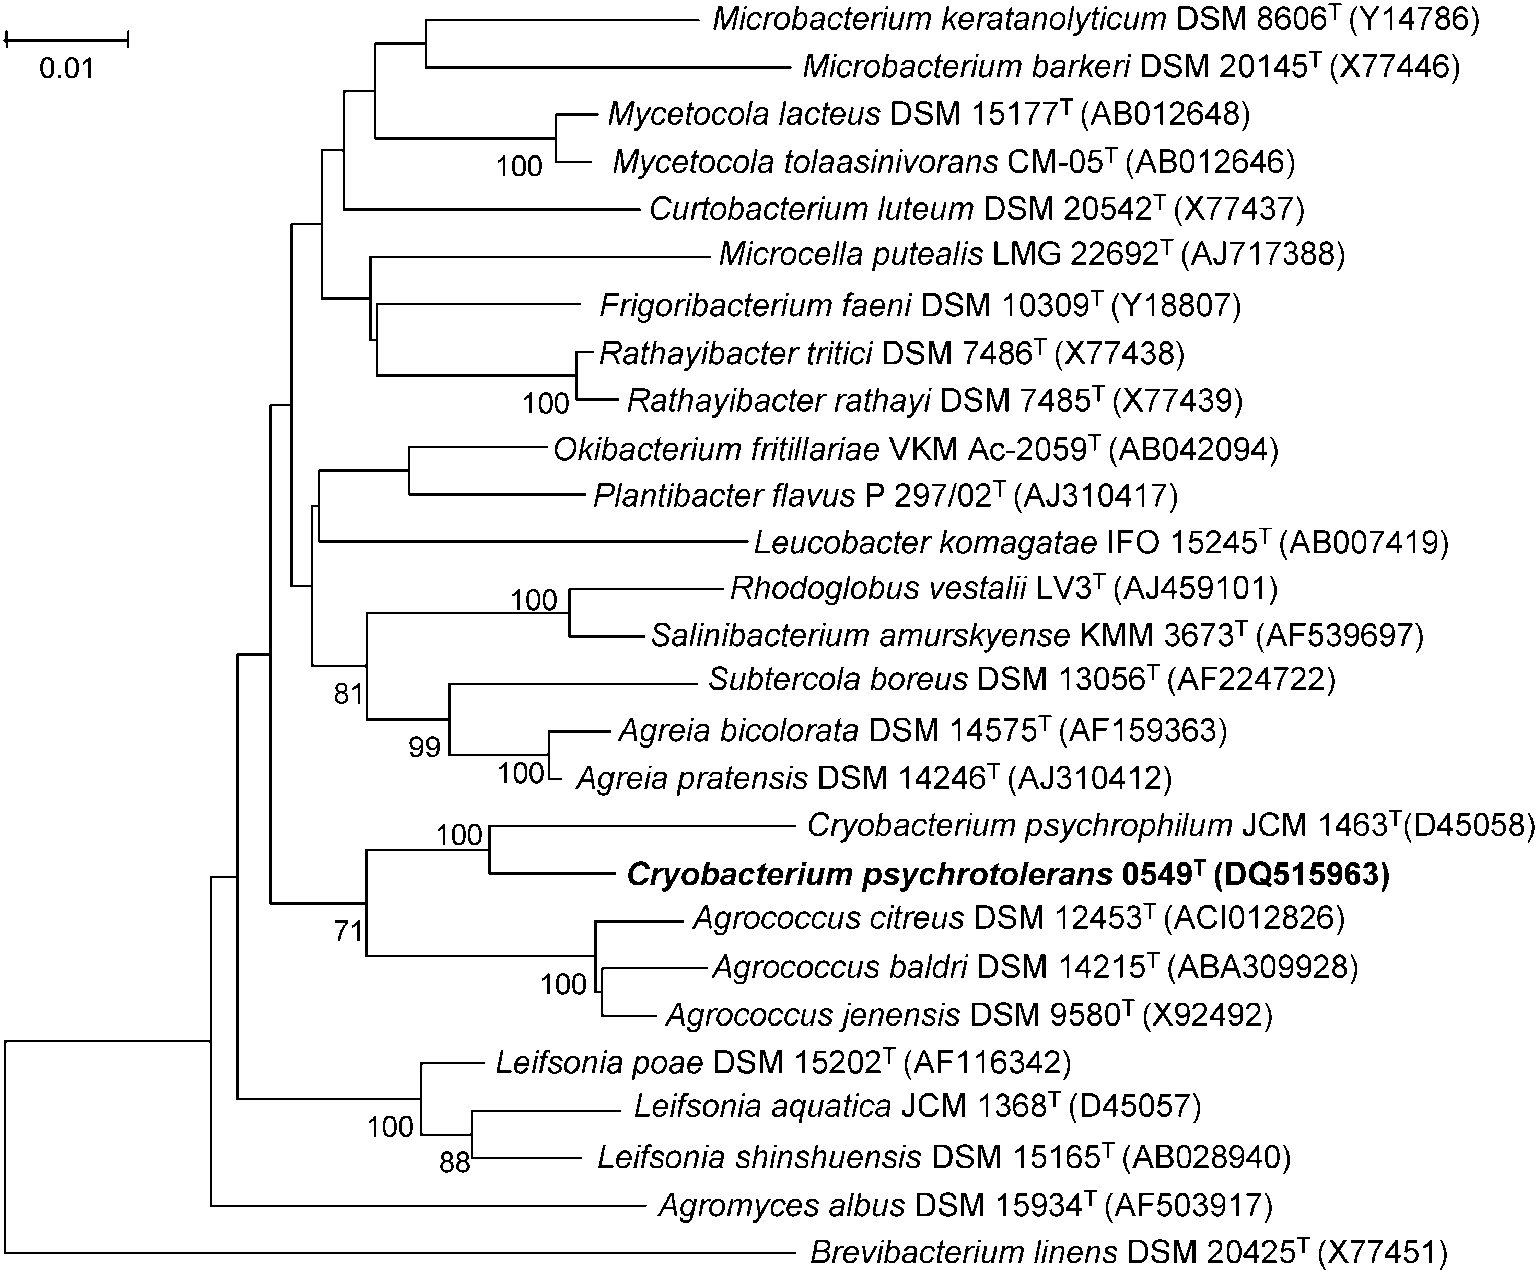 Microbacterium keratanolyticum DSM 8606ᵀ (Y14786)
0.01
Microbacterium barkeri DSM 20145ᵀ (X77446)
Mycetocola lacteus DSM 15177ᵀ (AB012648)
100 Mycetocola tolaasinivorans CM-05ᵀ (AB012646)
Curtobacterium luteum DSM 20542ᵀ (X77437)
Microcella putealis LMG 22692ᵀ (AJ717388)
Frigoribacterium faeni DSM 10309ᵀ (Y18807)
Rathayibacter tritici DSM 7486ᵀ (X77438)
100 Rathayibacter rathayi DSM 7485ᵀ (X77439)
Okibacterium fritillariae VKM Ac-2059ᵀ (AB042094)
Plantibacter flavus P 297/02ᵀ (AJ310417)
Leucobacter komagatae IFO 15245ᵀ (AB007419)
100 Rhodoglobus vestalii LV3ᵀ (AJ459101)
Salinibacterium amurskyense KMM 3673ᵀ (AF539697)
81 Subtercola boreus DSM 13056ᵀ (AF224722)
99 Agreia bicolorata DSM 14575ᵀ (AF159363)
100 Agreia pratensis DSM 14246ᵀ (AJ310412)
100 Cryobacterium psychrophilum JCM 1463ᵀ(D45058)
Cryobacterium psychrotolerans 0549ᵀ (DQ515963)
71 Agrococcus citreus DSM 12453ᵀ (ACI012826)
100 Agrococcus baldri DSM 14215ᵀ (ABA309928)
Agrococcus jenensis DSM 9580ᵀ (X92492)
Leifsonia poae DSM 15202ᵀ (AF116342)
100 Leifsonia aquatica JCM 1368ᵀ (D45057)
88 Leifsonia shinshuensis DSM 15165ᵀ (AB028940)
Agromyces albus DSM 15934ᵀ (AF503917)
Brevibacterium linens DSM 20425ᵀ (X77451)